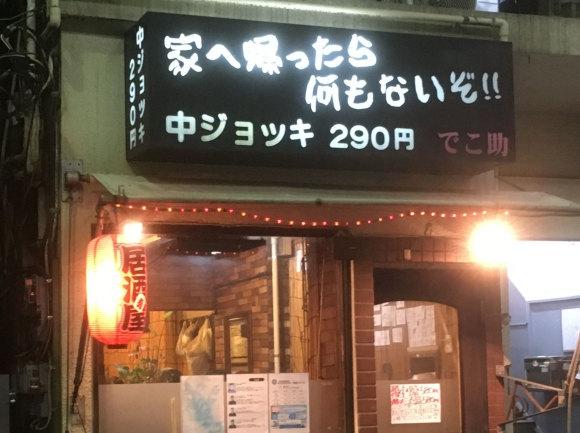 家へ帰ったら
何もないぞ!!
中ジョッキ 290円 でこ助
中ジョッキ 290円
居酒屋